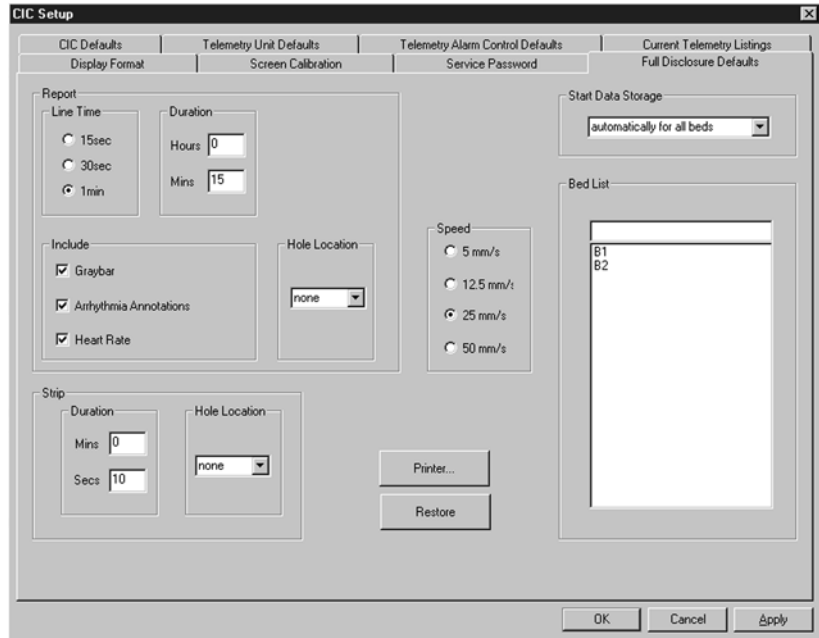 CIC Setup
CIC Defaults
Telemetry Unit Defaults
Telemetry Alarm Control Defaults
Current Telemetry Listings
Display Format
Screen Calibration
Service Password
Full Disclosure Defaults
Report
Line Time
15sec
30sec
1min
Duration
Hours 0
Mins 15
Include
Graybar
Arrhythmia Annotations
Heart Rate
Hole Location
none
Speed
5 mm/s
12.5 mm/s
25 mm/s
50 mm/s
Start Data Storage
automatically for all beds
Bed List
B1
B2
Strip
Duration
Mins 0
Secs 10
Hole Location
none
Printer...
Restore
OK
Cancel
Apply